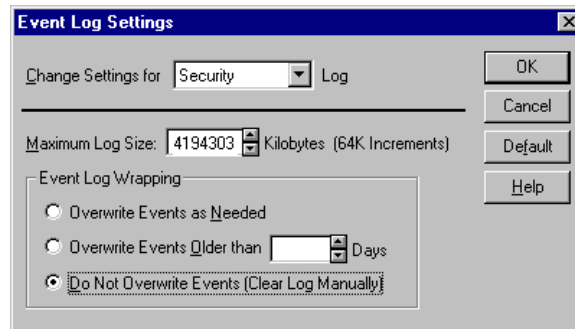 Event Log Settings
Change Settings for Security Log
OK
Cancel
Maximum Log Size: 4194303 Kilobytes (64K Increments)
Default
Event Log Wrapping
Help
Overwrite Events as Needed
Overwrite Events Older than Days
Do Not Overwrite Events (Clear Log Manually)